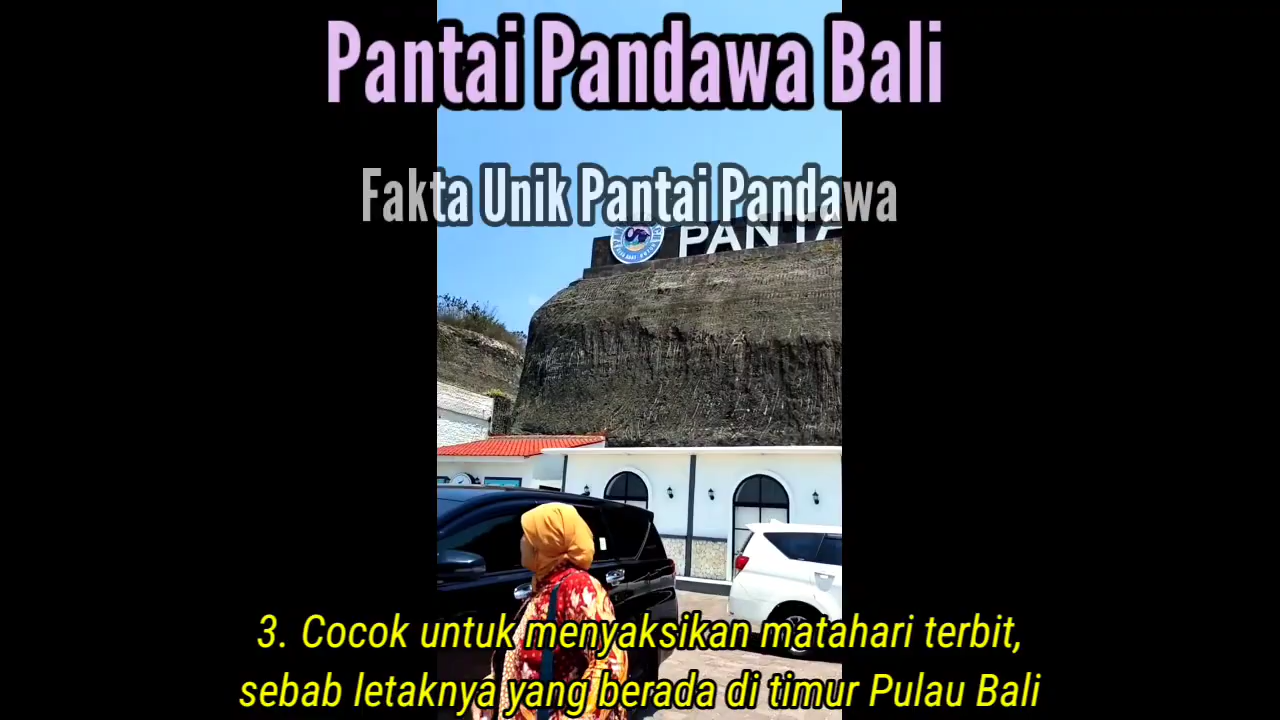 Pantai Pandawa Bali
Fakta Unik Pantai Pandawa
PANTA
3. Cocok untuk menyaksikan matahari terbit,
sebab letaknya yang berada di timur Pulau Bali